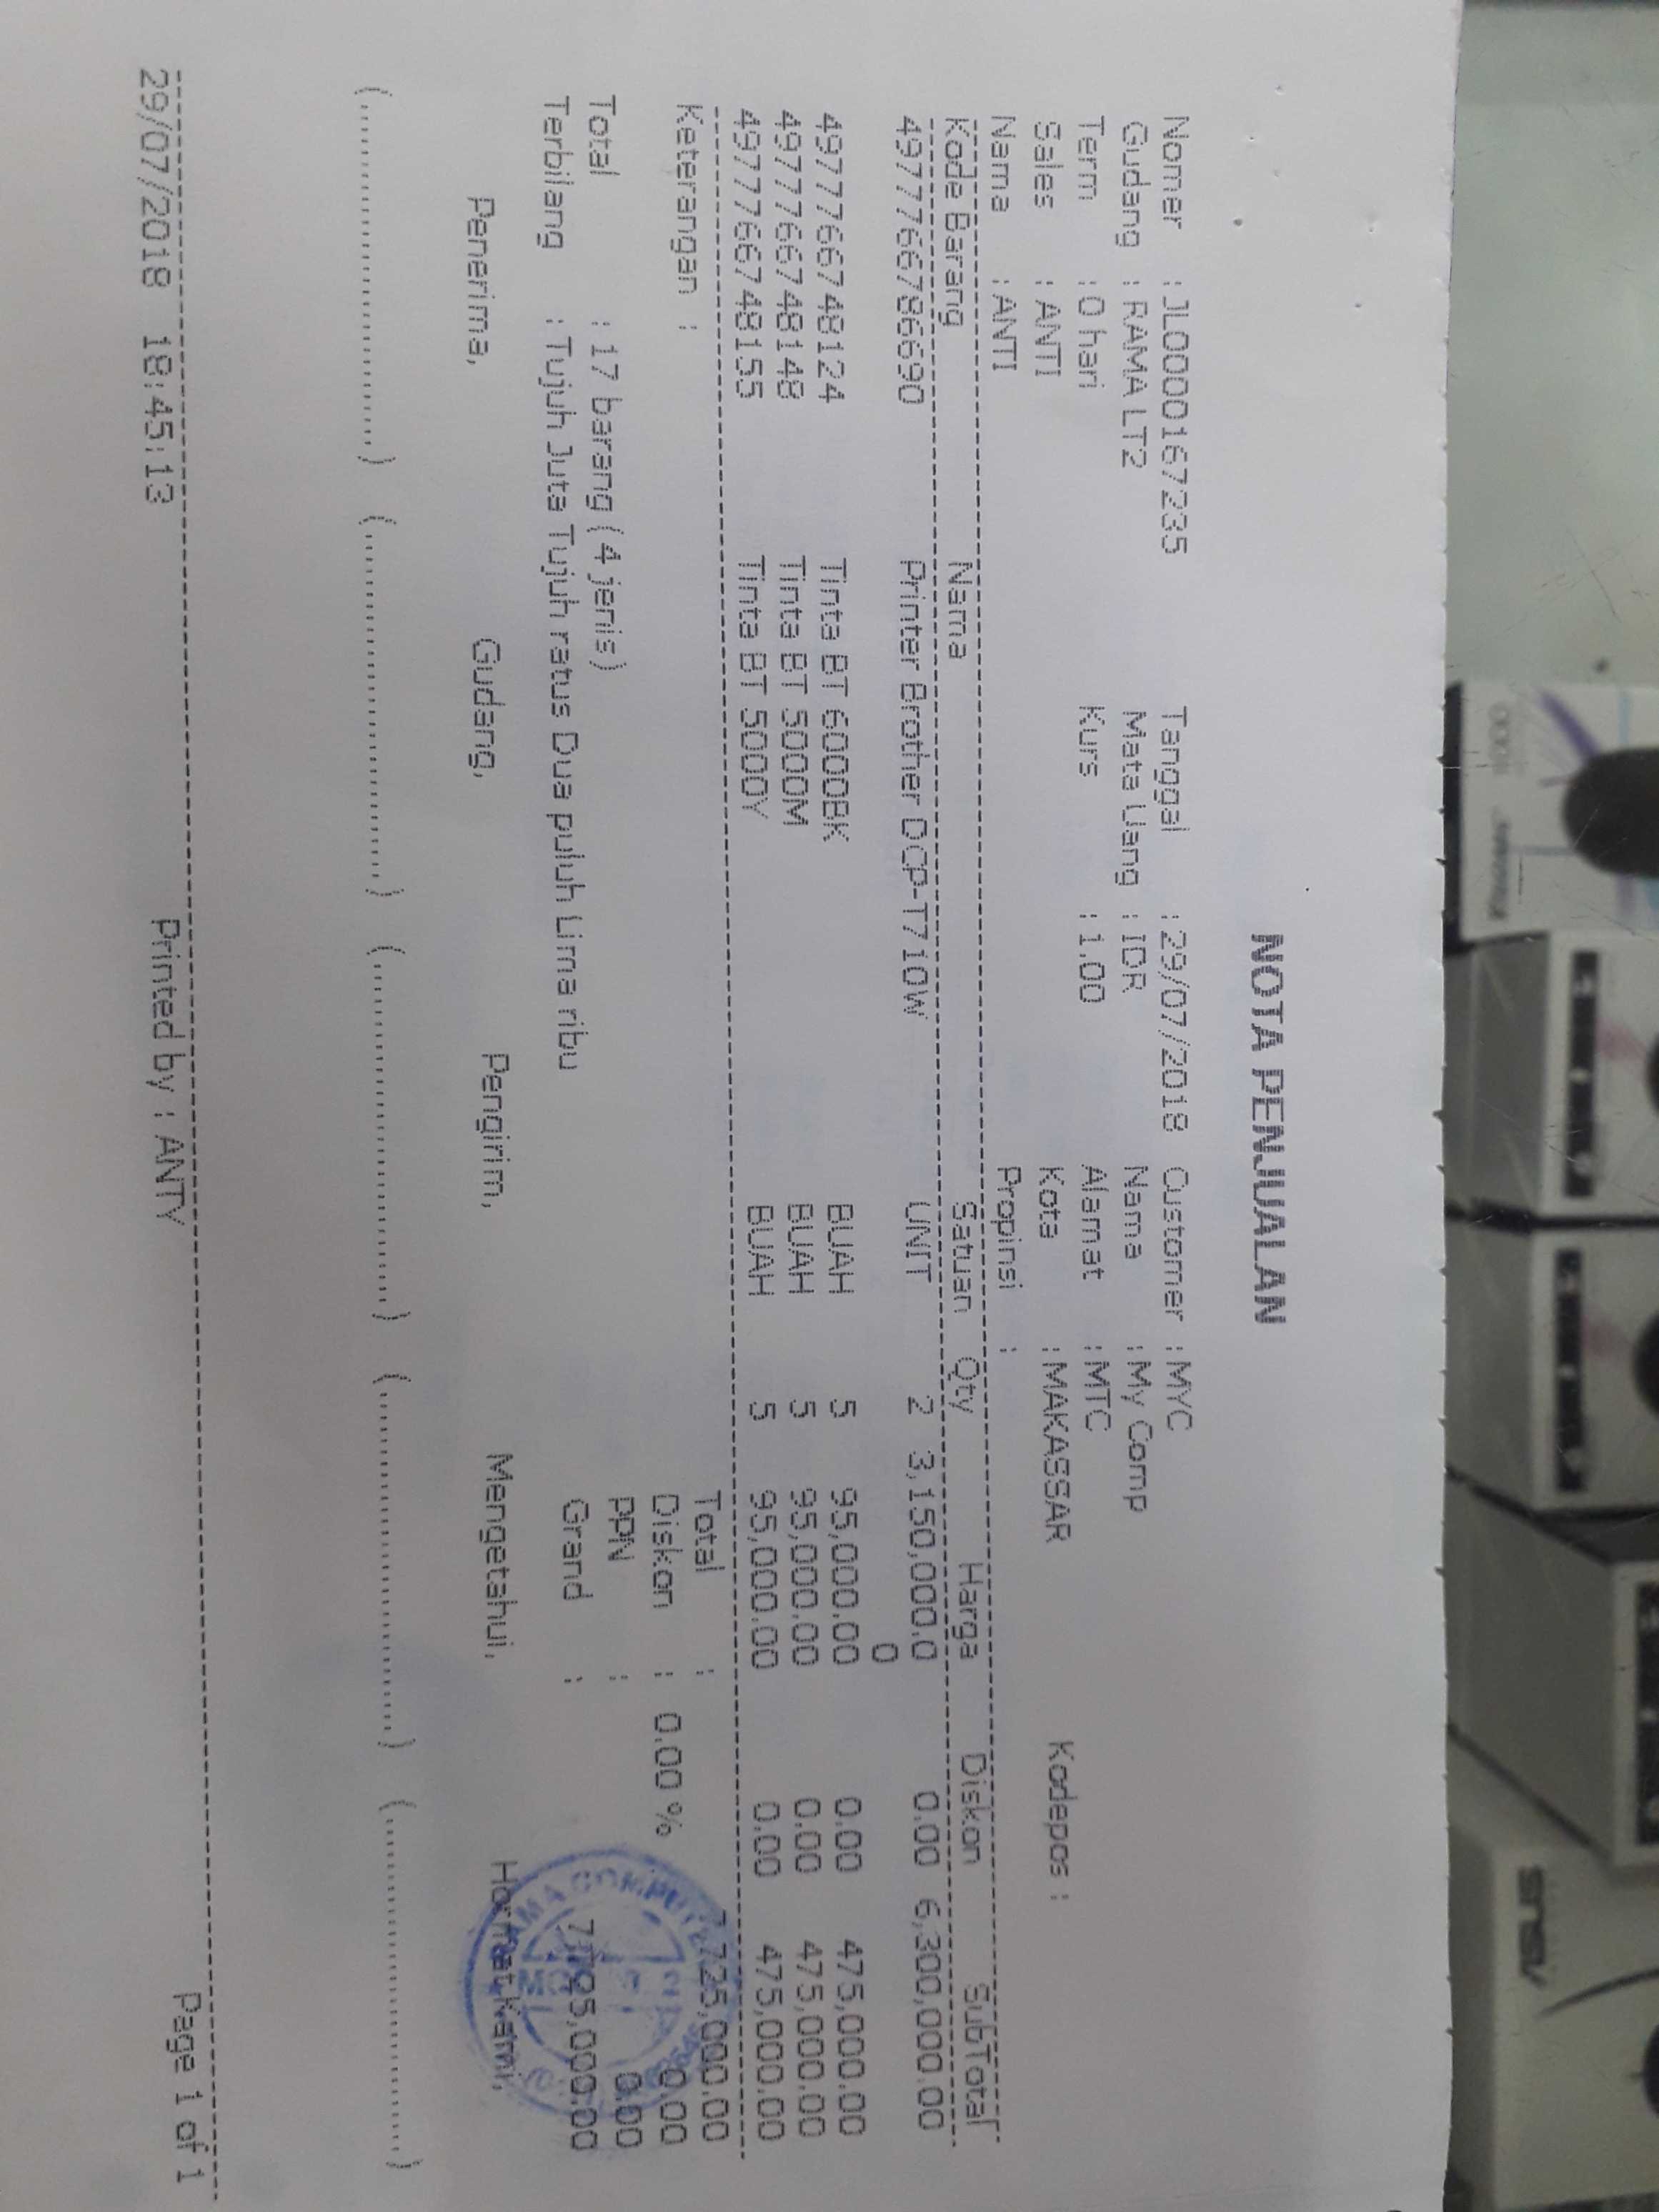 NOTA PENJUALAN
Nomer : JL0000167235 Tanggal : 29/07/2018 Customer : MYC
Gudang : RAMA LT2 Mata Uang : IDR Nama : My Comp
Term : 0 hari Kurs : 1.00 Alamat : MTC
Sales : ANTI Kota : MAKASSAR Kodepos :
Nama : ANTI Propinsi :
Kode Barang Nama Satuan Qty Harga Diskon SubTotal
4977766786690 Printer Brother DCP-T710W UNIT 2 3,150,000.0 0.00 6,300,000.00
0
4977766748124 Tinta BT 6000BK BUAH 5 95,000.00 0.00 475,000.00
4977766748148 Tinta BT 5000M BUAH 5 95,000.00 0.00 475,000.00
4977766748155 Tinta BT 5000Y BUAH 5 95,000.00 0.00 475,000.00
Keterangan : Total : 7,725,000.00
Diskon : 0.00 % 0.00
Total : 17 barang ( 4 jenis) PPN : 0.00
Terbilang : Tujuh Juta Tujuh ratus Dua puluh Lima ribu Grand : 7,725,000.00
Penerima, Gudang, Pengirim, Mengetahui, Hormat Kami,
(....................) (....................) (....................) (....................) (....................)
29/07/2018 18:45:13 Printed by : ANTY Page 1 of 1
COMPUTE
ASUS